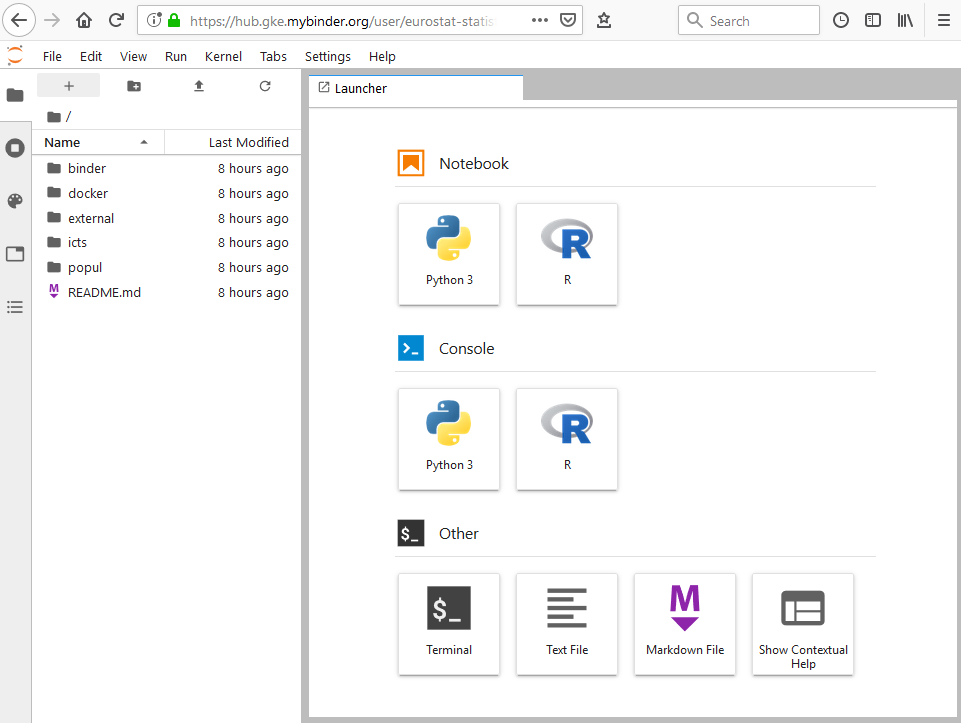 https://hub.gke.mybinder.org/user/eurostat-statis
Search
File Edit View Run Kernel Tabs Settings Help
Launcher
/
Name Last Modified
binder 8 hours ago
docker 8 hours ago
external 8 hours ago
icts 8 hours ago
popul 8 hours ago
README.md 8 hours ago
Notebook
Python 3
R
Console
Python 3
R
$_ Other
$_
Terminal
Text File
M
Markdown File
Show Contextual
Help